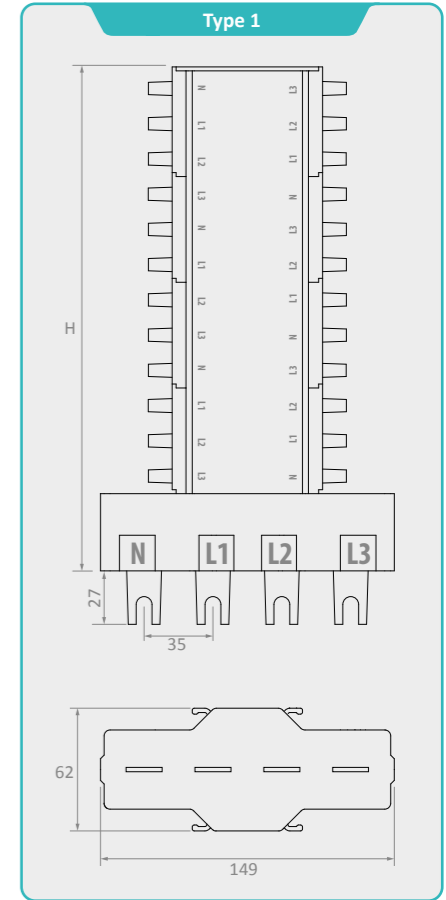 Type 1
N L3
L1 L2
L2 L1
L3 N
N L3
L1 L2
L2 L1
H
L3 N
N L3
L1 L2
L2 L1
L3 N
N L1 L2 L3
27
35
62
149